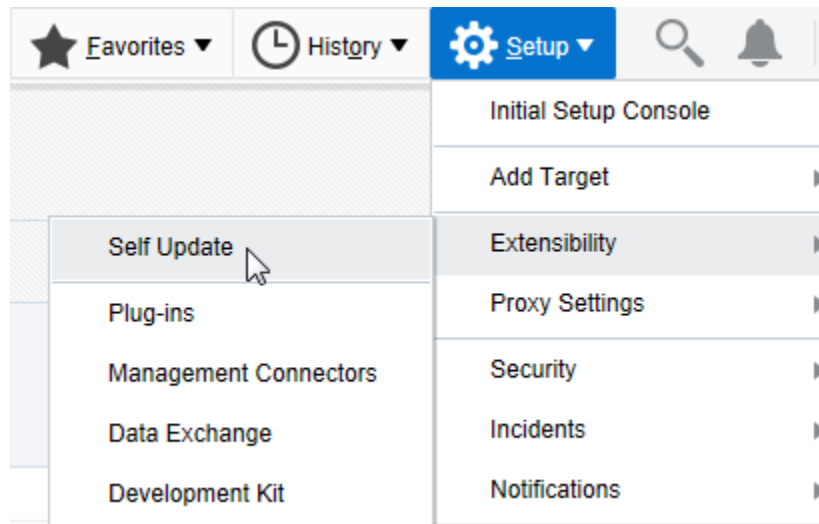 Favorites ▼ History ▼ Setup ▼
Initial Setup Console
Add Target
Extensibility
Proxy Settings
Security
Incidents
Notifications
Self Update
Plug-ins
Management Connectors
Data Exchange
Development Kit